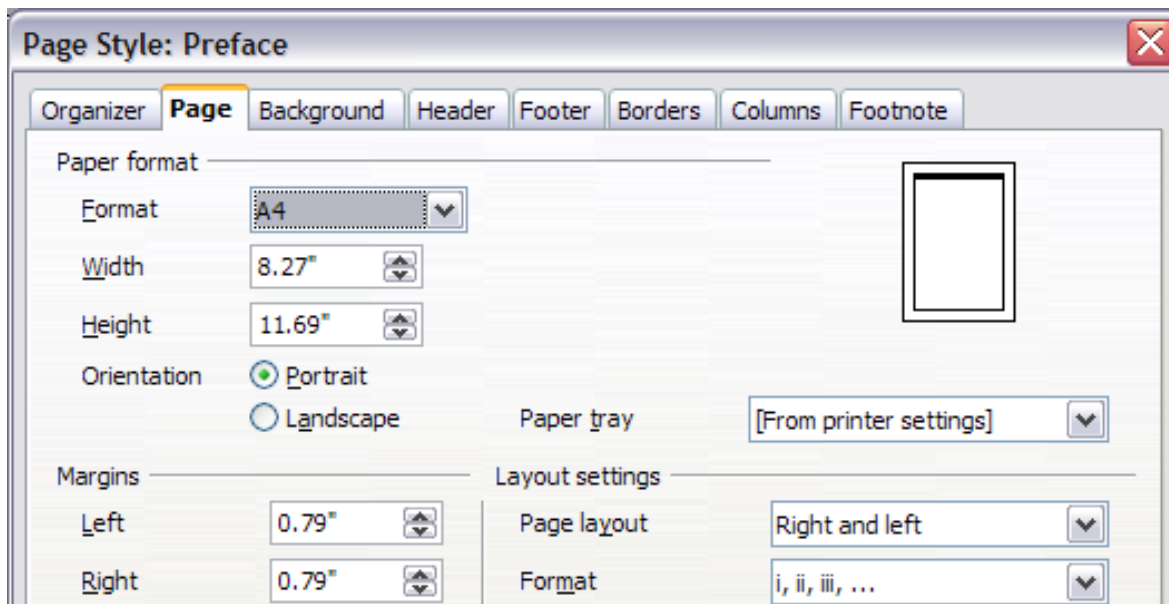 Page Style: Preface
Organizer Page Background Header Footer Borders Columns Footnote
Paper format
Format A4
Width 8.27"
Height 11.69"
Orientation Portrait
Landscape Paper tray [From printer settings]
Margins Layout settings
Left 0.79" Page layout Right and left
Right 0.79" Format i, ii, iii, ...